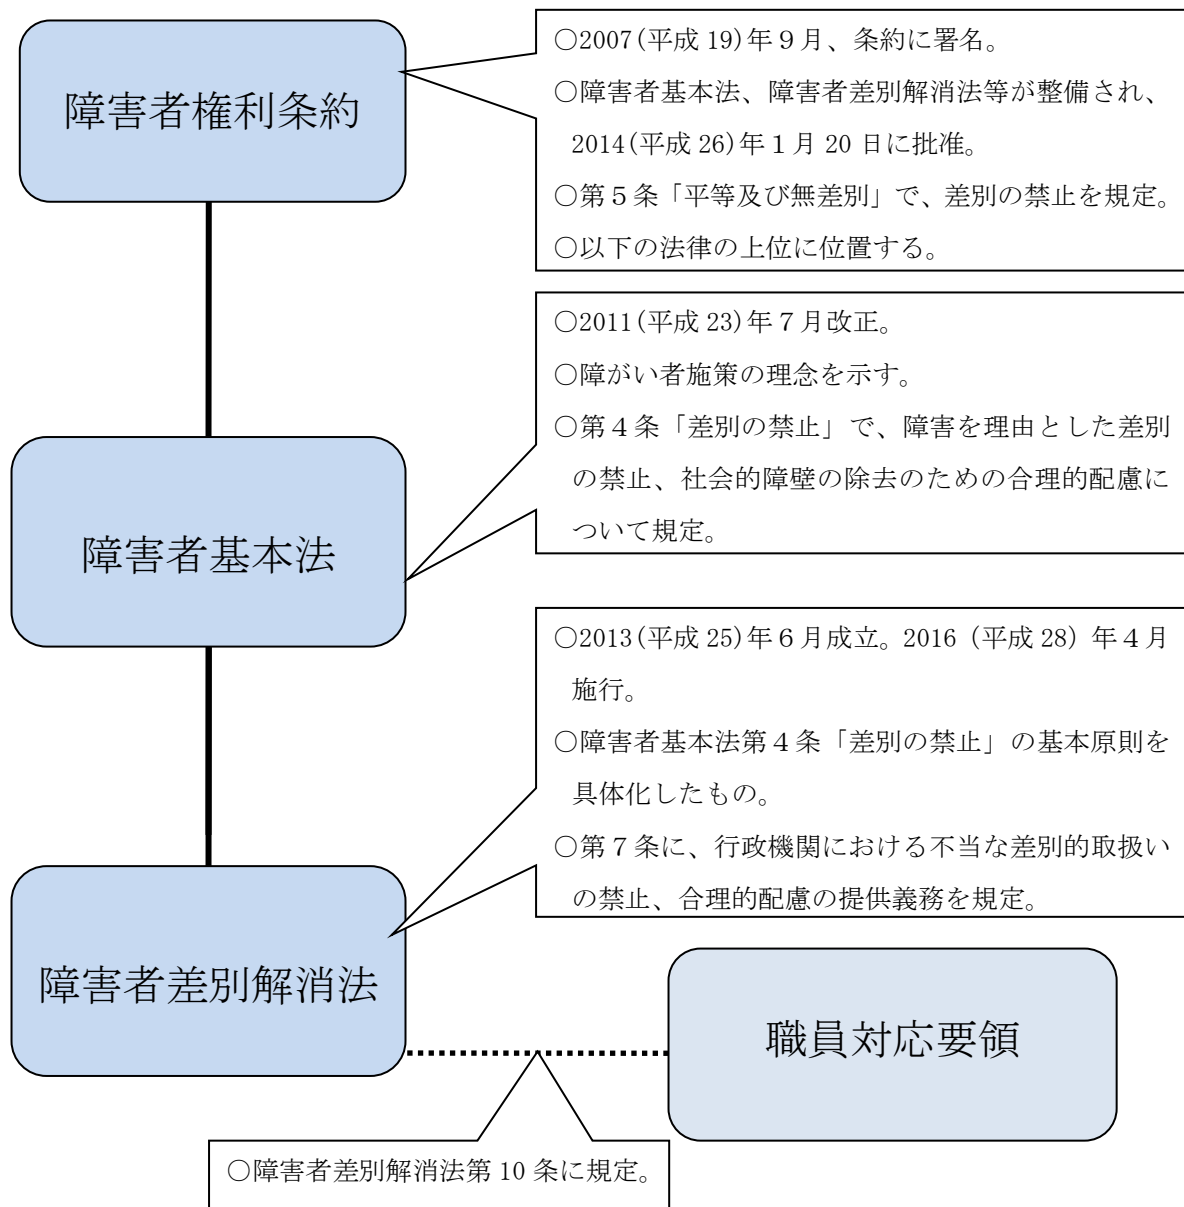 障害者権利条約
○2007(平成 19)年９月、条約に署名。
○障害者基本法、障害者差別解消法等が整備され、
2014(平成 26)年１月 20 日に批准。
○第５条「平等及び無差別」で、差別の禁止を規定。
○以下の法律の上位に位置する。
障害者基本法
○2011(平成 23)年７月改正。
○障がい者施策の理念を示す。
○第４条「差別の禁止」で、障害を理由とした差別
の禁止、社会的障壁の除去のための合理的配慮に
ついて規定。
障害者差別解消法
○2013(平成 25)年６月成立。2016（平成 28）年４月
施行。
○障害者基本法第４条「差別の禁止」の基本原則を
具体化したもの。
○第７条に、行政機関における不当な差別的取扱い
の禁止、合理的配慮の提供義務を規定。
職員対応要領
○障害者差別解消法第 10 条に規定。